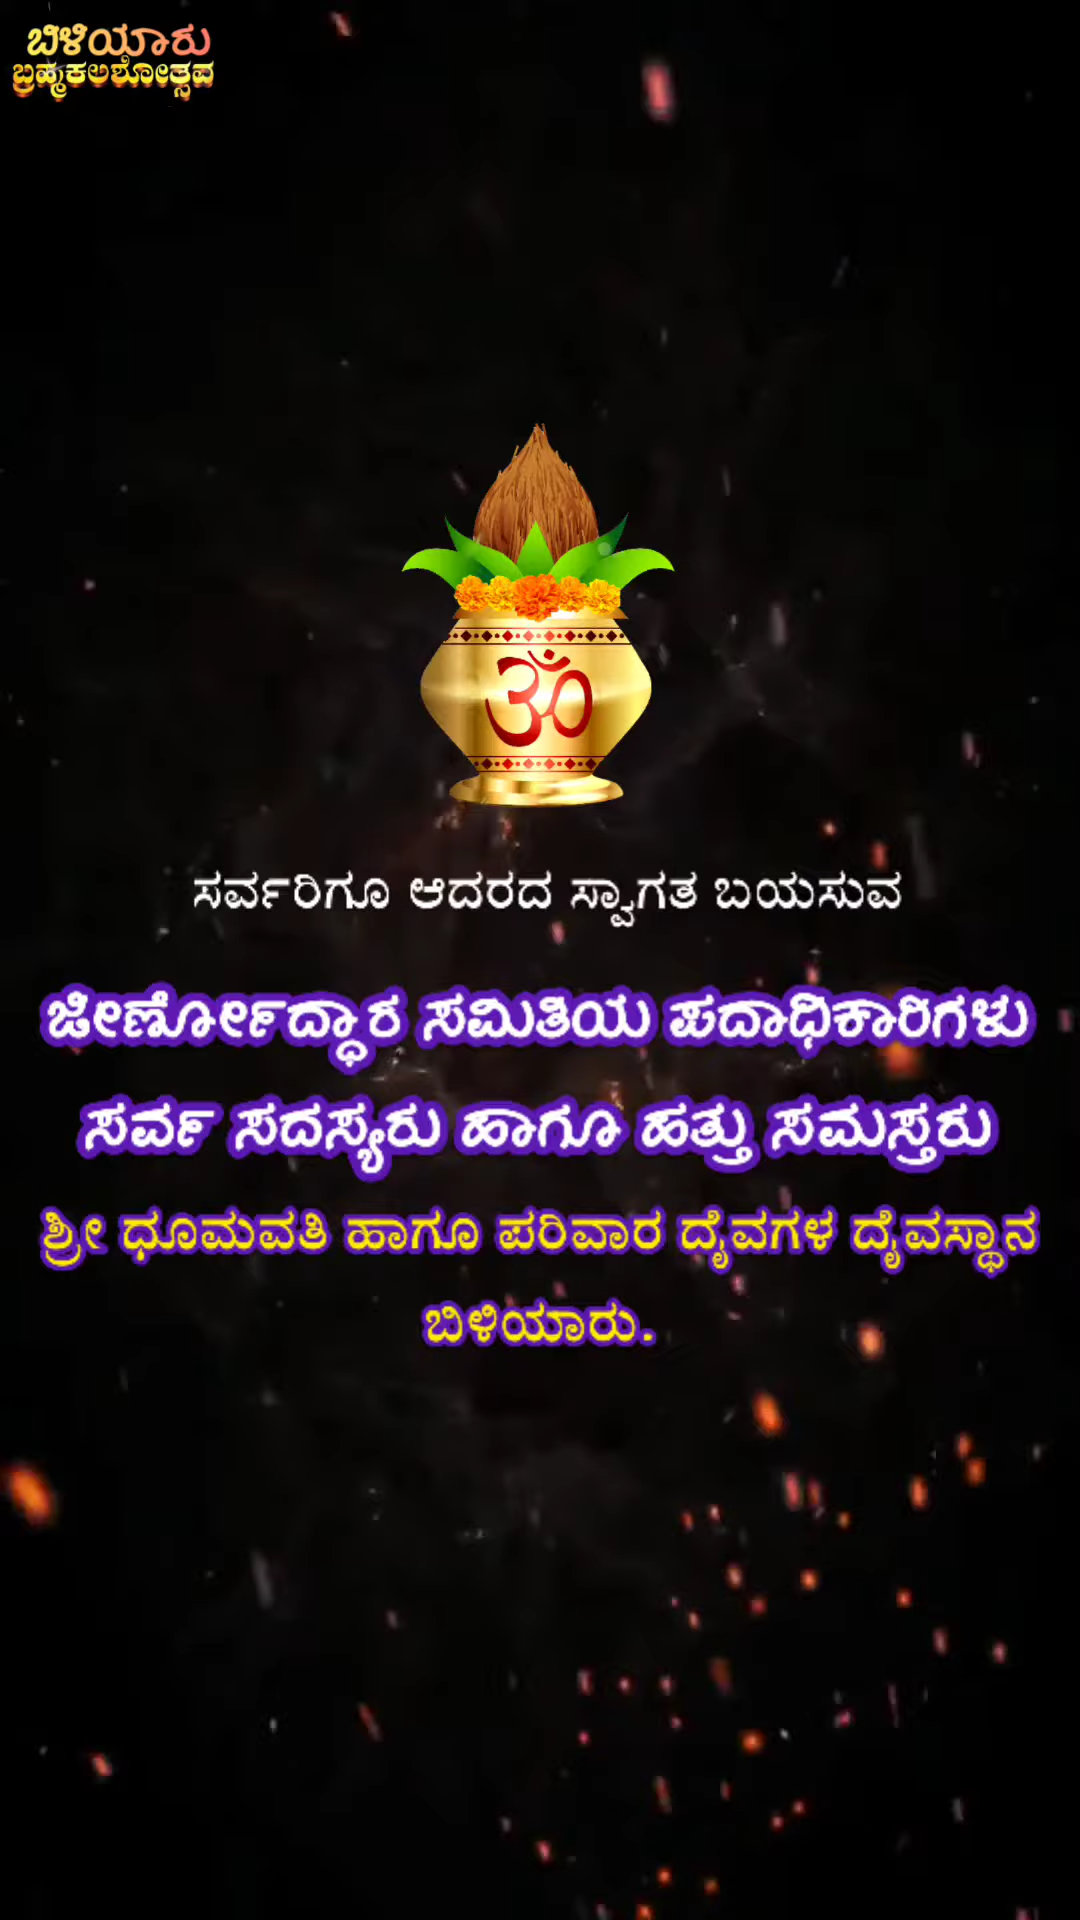 ಬಿಳಿಯಾರು
ಬ್ರಹ್ಮಕಲಶೋತ್ಸವ
ಸರ್ವರಿಗೂ ಆದರದ ಸ್ವಾಗತ ಬಯಸುವ
ಜೀರ್ಣೋದ್ಧಾರ ಸಮಿತಿಯ ಪದಾಧಿಕಾರಿಗಳು
ಸರ್ವ ಸದಸ್ಯರು ಹಾಗೂ ಹತ್ತು ಸಮಸ್ತರು
ಶ್ರೀ ಧೂಮವತಿ ಹಾಗೂ ಪರಿವಾರ ದೈವಗಳ ದೈವಸ್ಥಾನ
ಬಿಳಿಯಾರು.